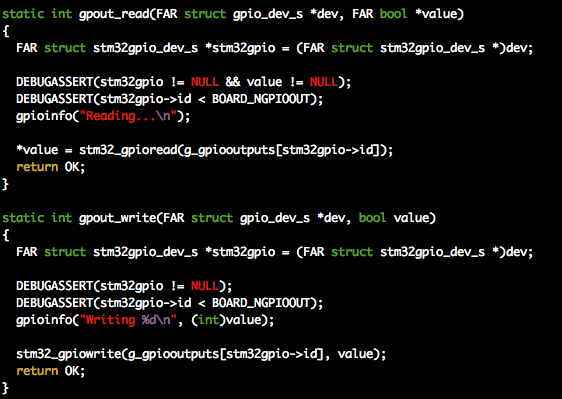 static int gpout_read(FAR struct gpio_dev_s *dev, FAR bool *value)
{
  FAR struct stm32gpio_dev_s *stm32gpio = (FAR struct stm32gpio_dev_s *)dev;

  DEBUGASSERT(stm32gpio != NULL && value != NULL);
  DEBUGASSERT(stm32gpio->id < BOARD_NGPIOOUT);
  gpioinfo("Reading...\n");

  *value = stm32_gpioread(g_gpiooutputs[stm32gpio->id]);
  return OK;
}

static int gpout_write(FAR struct gpio_dev_s *dev, bool value)
{
  FAR struct stm32gpio_dev_s *stm32gpio = (FAR struct stm32gpio_dev_s *)dev;

  DEBUGASSERT(stm32gpio != NULL);
  DEBUGASSERT(stm32gpio->id < BOARD_NGPIOOUT);
  gpioinfo("Writing %d\n", (int)value);

  stm32_gpiowrite(g_gpiooutputs[stm32gpio->id], value);
  return OK;
}